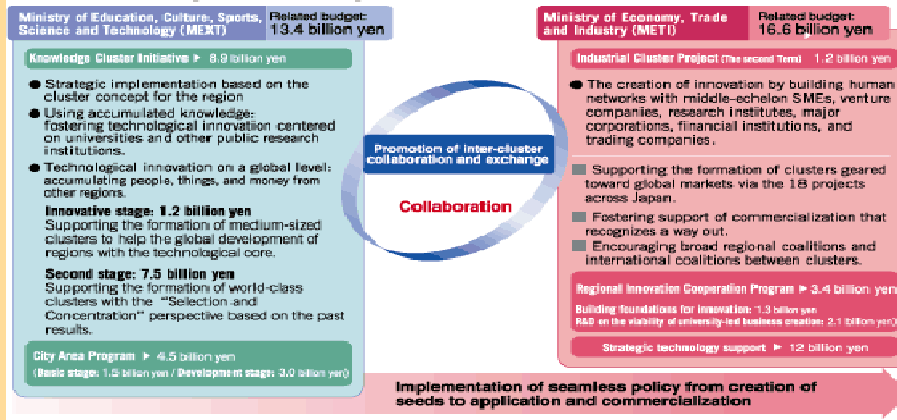 Ministry of Education, Culture, Sports,
Science and Technology (MEXT)
Related budget:
13.4 billion yen
Knowledge Cluster Initiative ▶ 8.9 billion yen
● Strategic implementation based on the
cluster concept for the region
● Using accumulated knowledge:
fostering technological innovation centered
on universities and other public research
institutions.
● Technological innovation on a global level:
accumulating people, things, and money from
other regions.
Innovative stage: 1.2 billion yen
Supporting the formation of medium-sized
clusters to help the global development of
regions with the technological core.
Second stage: 7.5 billion yen
Supporting the formation of world-class
clusters with the "Selection and
Concentration" perspective based on the past
results.
City Area Program ▶ 4.5 billion yen
(Basic stage: 1.5 billion yen / Development stage: 3.0 billion yen)
Promotion of inter-cluster
collaboration and exchange
Collaboration
Ministry of Economy, Trade
and Industry (METI)
Related budget:
16.6 billion yen
Industrial Cluster Project (The second Term) 1.2 billion yen
● The creation of innovation by building human
networks with middle-echelon SMEs, venture
companies, research institutes, major
corporations, financial institutions, and
trading companies.
Supporting the formation of clusters geared
toward global markets via the 18 projects
across Japan.
Fostering support of commercialization that
recognizes a way out.
Encouraging broad regional coalitions and
international coalitions between clusters.
Regional Innovation Cooperation Program ▶ 3.4 billion yen
Building foundations for innovation: 1.3 billion yen
R&D on the viability of university-led business creation: 2.1 billion yen)
Strategic technology support ▶ 12 billion yen
Implementation of seamless policy from creation of
seeds to application and commercialization